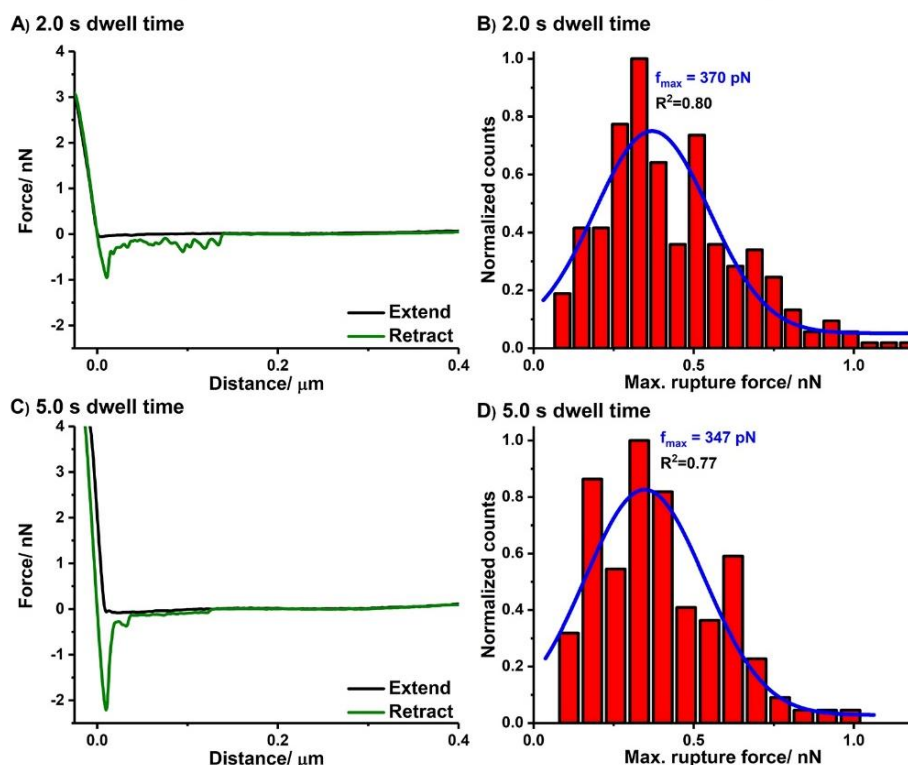 A) 2.0 s dwell time
4
3
2
1
0
-1
-2
Force/ nN
Extend
Retract
0.0
0.2
0.4
Distance/ μm
B) 2.0 s dwell time
f_max = 370 pN
R²=0.80
1.0
0.8
0.6
0.4
0.2
0.0
Normalized counts
0.0
0.5
1.0
Max. rupture force/ nN
C) 5.0 s dwell time
4
3
2
1
0
-1
-2
Force/ nN
Extend
Retract
0.0
0.2
0.4
Distance/ μm
D) 5.0 s dwell time
f_max = 347 pN
R²=0.77
1.0
0.8
0.6
0.4
0.2
0.0
Normalized counts
0.0
0.5
1.0
Max. rupture force/ nN